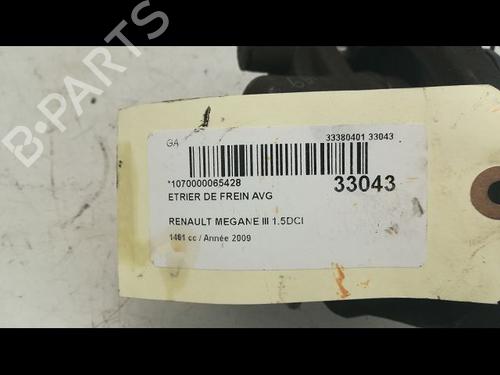 B-PARTS
GA
33380401 33043
*1070000065428
33043
ETRIER DE FREIN AVG
RENAULT MEGANE III 1.5DCI
1461 cc / Année 2009